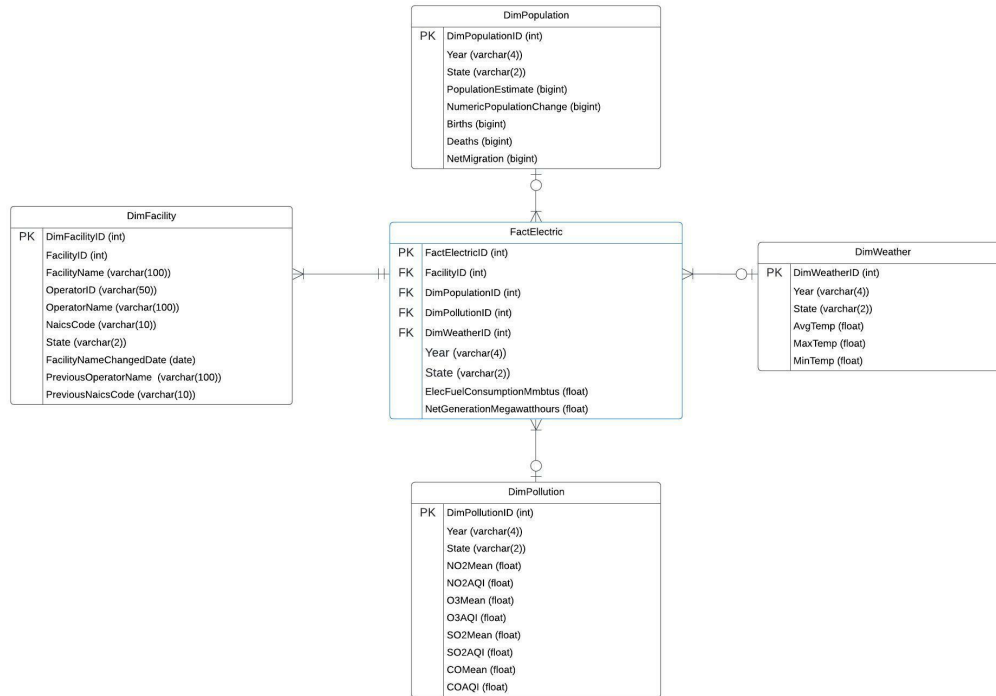 DimPopulation
PK DimPopulationID (int)
Year (varchar(4))
State (varchar(2))
PopulationEstimate (bigint)
NumericPopulationChange (bigint)
Births (bigint)
Deaths (bigint)
NetMigration (bigint)
DimFacility
PK DimFacilityID (int)
FacilityID (int)
FacilityName (varchar(100))
OperatorID (varchar(50))
OperatorName (varchar(100))
NaicsCode (varchar(10))
State (varchar(2))
FacilityNameChangedDate (date)
PreviousOperatorName (varchar(100))
PreviousNaicsCode (varchar(10))
FactElectric
PK FactElectricID (int)
FK FacilityID (int)
FK DimPopulationID (int)
FK DimPollutionID (int)
FK DimWeatherID (int)
Year (varchar(4))
State (varchar(2))
ElecFuelConsumptionMmbtus (float)
NetGenerationMegawatthours (float)
DimWeather
PK DimWeatherID (int)
Year (varchar(4))
State (varchar(2))
AvgTemp (float)
MaxTemp (float)
MinTemp (float)
DimPollution
PK DimPollutionID (int)
Year (varchar(4))
State (varchar(2))
NO2Mean (float)
NO2AQI (float)
O3Mean (float)
O3AQI (float)
SO2Mean (float)
SO2AQI (float)
COMean (float)
COAQI (float)